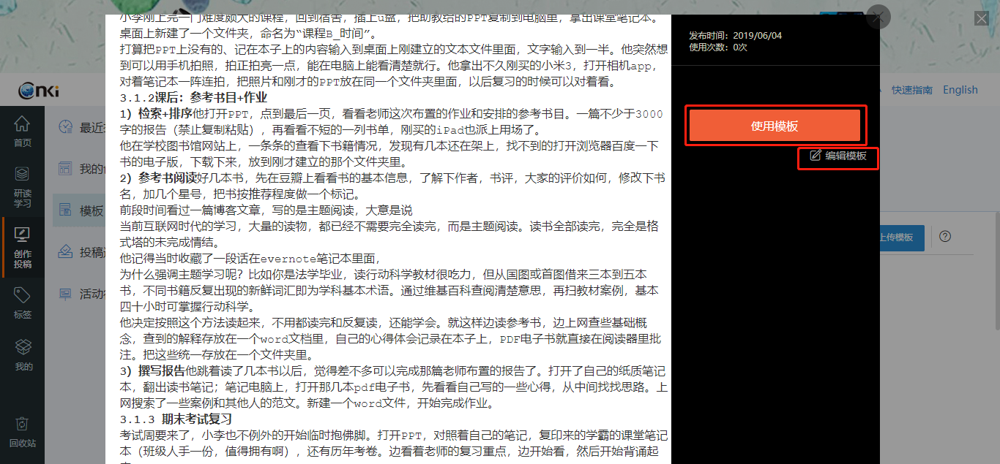 小李刚上完一门难度颇大的课程，回到宿舍，插上u盘，把助教给的PPT复制到电脑里，拿出课堂笔记本。
桌面上新建了一个文件夹，命名为“课程B_时间”。
打算把PPT上没有的、记在本子上的内容输入到桌面上刚建立的文本文件里面，文字输入到一半。他突然想
到可以用手机拍照，拍正拍亮一点，能在电脑上能看清楚就行。他拿出不久刚买的小米3，打开相机app，
对着笔记本一阵连拍，把照片和刚才的PPT放在同一个文件夹里面，以后复习的时候可以对着看。
3.1.2课后：参考书目+作业
1）检索+排序他打开PPT，点到最后一页，看看老师这次布置的作业和安排的参考书目。一篇不少于3000
字的报告（禁止复制粘贴），再看看不短的一列书单，刚买的iPad也派上用场了。
他在学校图书馆网站上，一条条的查看下书籍情况，发现有几本还在架上，找不到的打开浏览器百度一下
书的电子版，下载下来，放到刚才建立的那个文件夹里。
2）参考书阅读好几本书，先在豆瓣上看看书的基本信息，了解下作者，书评，大家的评价如何，修改下书
名，加几个星号，把书按推荐程度做一个标记。
前段时间看过一篇博客文章，写的是主题阅读，大意是说
当前互联网时代的学习，大量的读物，都已经不需要完全读完，而是主题阅读。读书全部读完，完全是格
式塔的未完成情结。
他记得当时收藏了一段话在evernote笔记本里面，
为什么强调主题学习呢？比如你是法学毕业，读行动科学教材很吃力，但从国图或首图借来三本到五本
书，不同书籍反复出现的新鲜词汇即为学科基本术语。通过维基百科查阅清楚意思，再扫教材案例，基本
四十小时可掌握行动科学。
他决定按照这个方法读起来，不用都读完和反复读，还能学会。就这样边读参考书，边上网查些基础概
念，查到的解释存放在一个word文档里，自己的心得体会记录在本子上，PDF电子书就直接在阅读器里批
注。把这些统一存放在一个文件夹里。
3）撰写报告他跳着读了几本书以后，觉得差不多可以完成那篇老师布置的报告了。打开了自己的纸质笔记
本，翻出读书笔记；笔记电脑上，打开那几本pdf电子书，先看看自己写的一些心得，从中间找找思路。上
网搜索了一些案例和其他人的范文。新建一个word文件，开始完成作业。
3.1.3 期末考试复习
考试周要来了，小李也不例外的开始临时抱佛脚。打开PPT，对照着自己的笔记，复印来的学霸的课堂笔记
本（班级人手一份，值得拥有啊），还有历年考卷。边看着老师的复习重点，边开始看，然后开始背诵起
发布时间：2019/06/04
使用次数：0次
使用模板
编辑模板
快速指南 English
上传模板
cnki
首页
研读
学习
创作
投稿
标签
我的
回收站
最近
我的
模板
投稿
活动